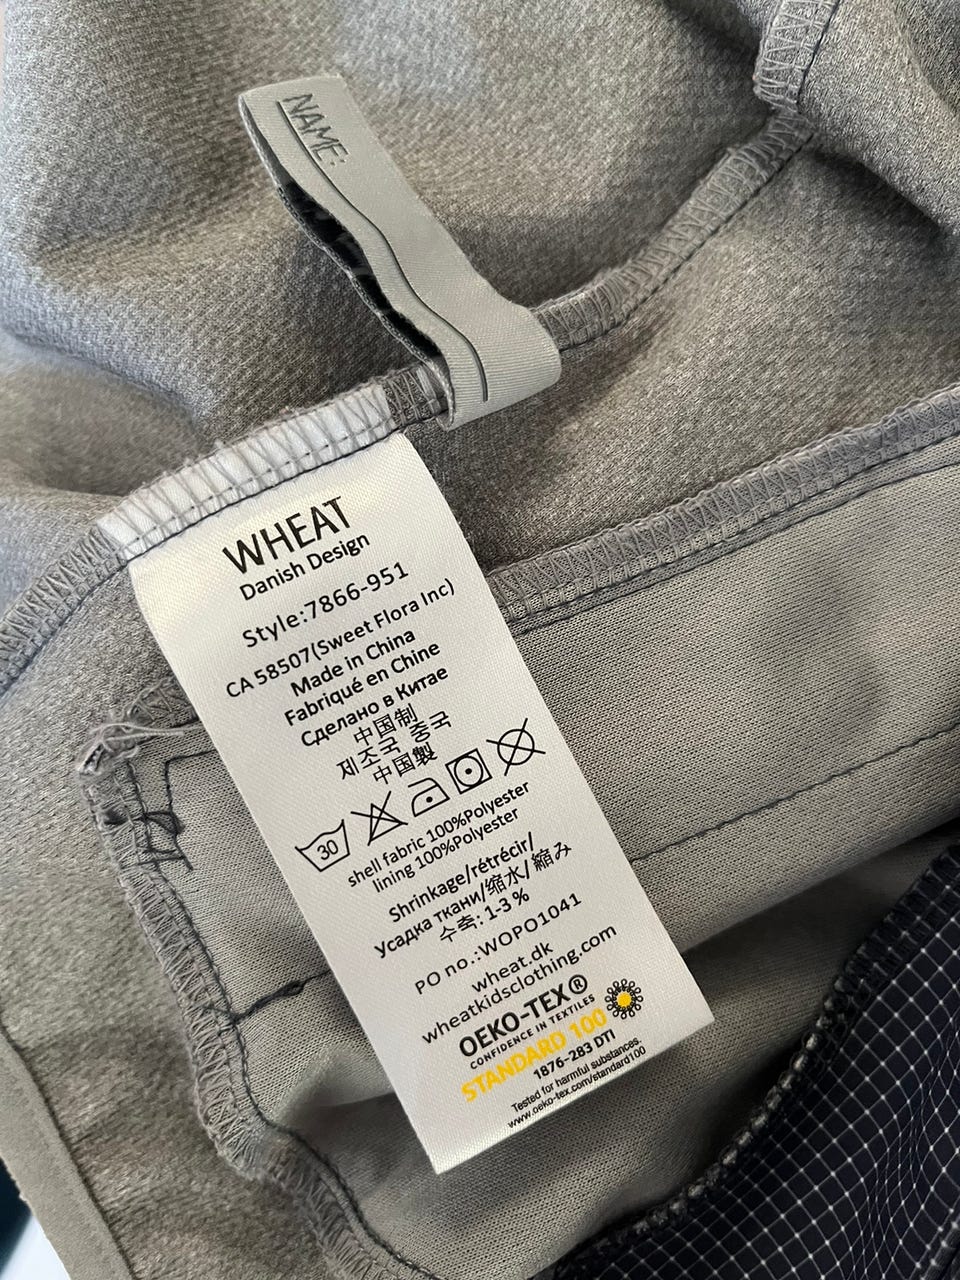 NAME:
WHEAT
Danish Design
Style:7866-951
CA 58507(Sweet Flora Inc)
Made in China
Fabriqué en Chine
Сделано в Китае
中国制
제조국 중국
中国製
30
shell fabric 100%Polyester
lining 100%Polyester
Shrinkage/rétrécir/
Усадка ткани/缩水/縮み
수축: 1-3 %
PO no.:WOPO1041
wheat.dk
wheatkidsclothing.com
OEKO-TEX®
CONFIDENCE IN TEXTILES
STANDARD 100
1876-283 DTI
Tested for harmful substances.
www.oeko-tex.com/standard100